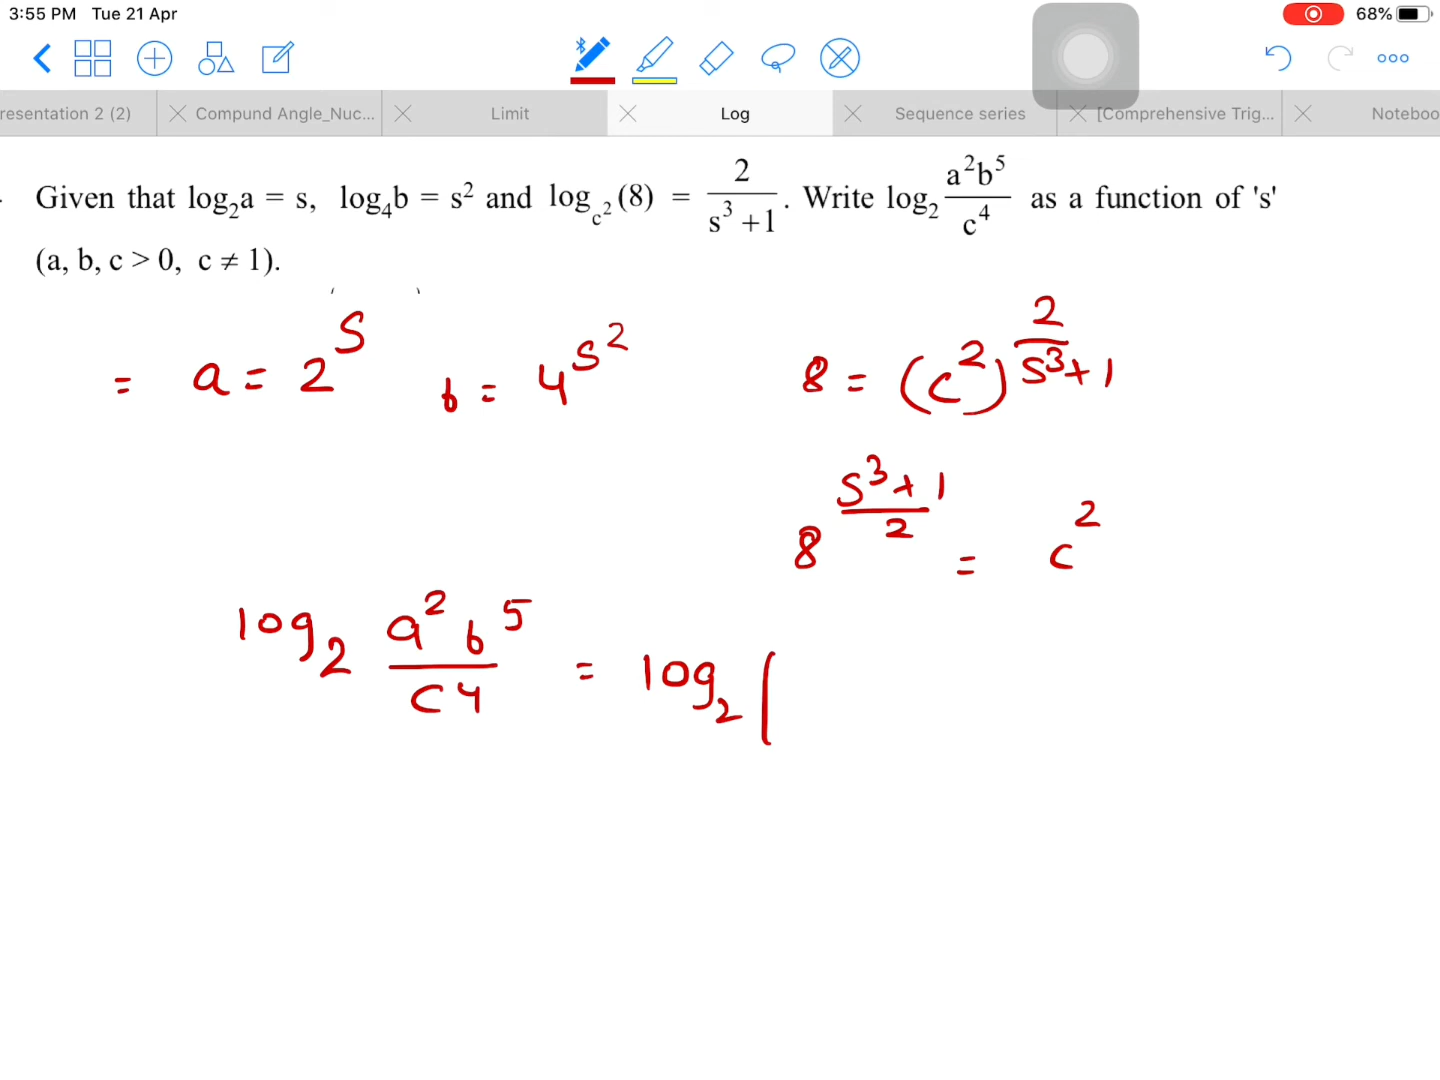 3:55 PM Tue 21 Apr 68%
resentation 2 (2) Compund Angle_Nuc... Limit Log Sequence series [Comprehensive Trig... Noteboo
Given that log₂a = s, log₄b = s² and log_c²(8) = 2/(s³ +1). Write log₂ a²b⁵/c⁴ as a function of 's'
(a, b, c > 0, c ≠ 1).
= a = 2^S b = 4^S² 8 = (c²)^(2/(S³+1))
8^((S³+1)/2) = c²
log₂ a²b⁵/c4 = log₂ (